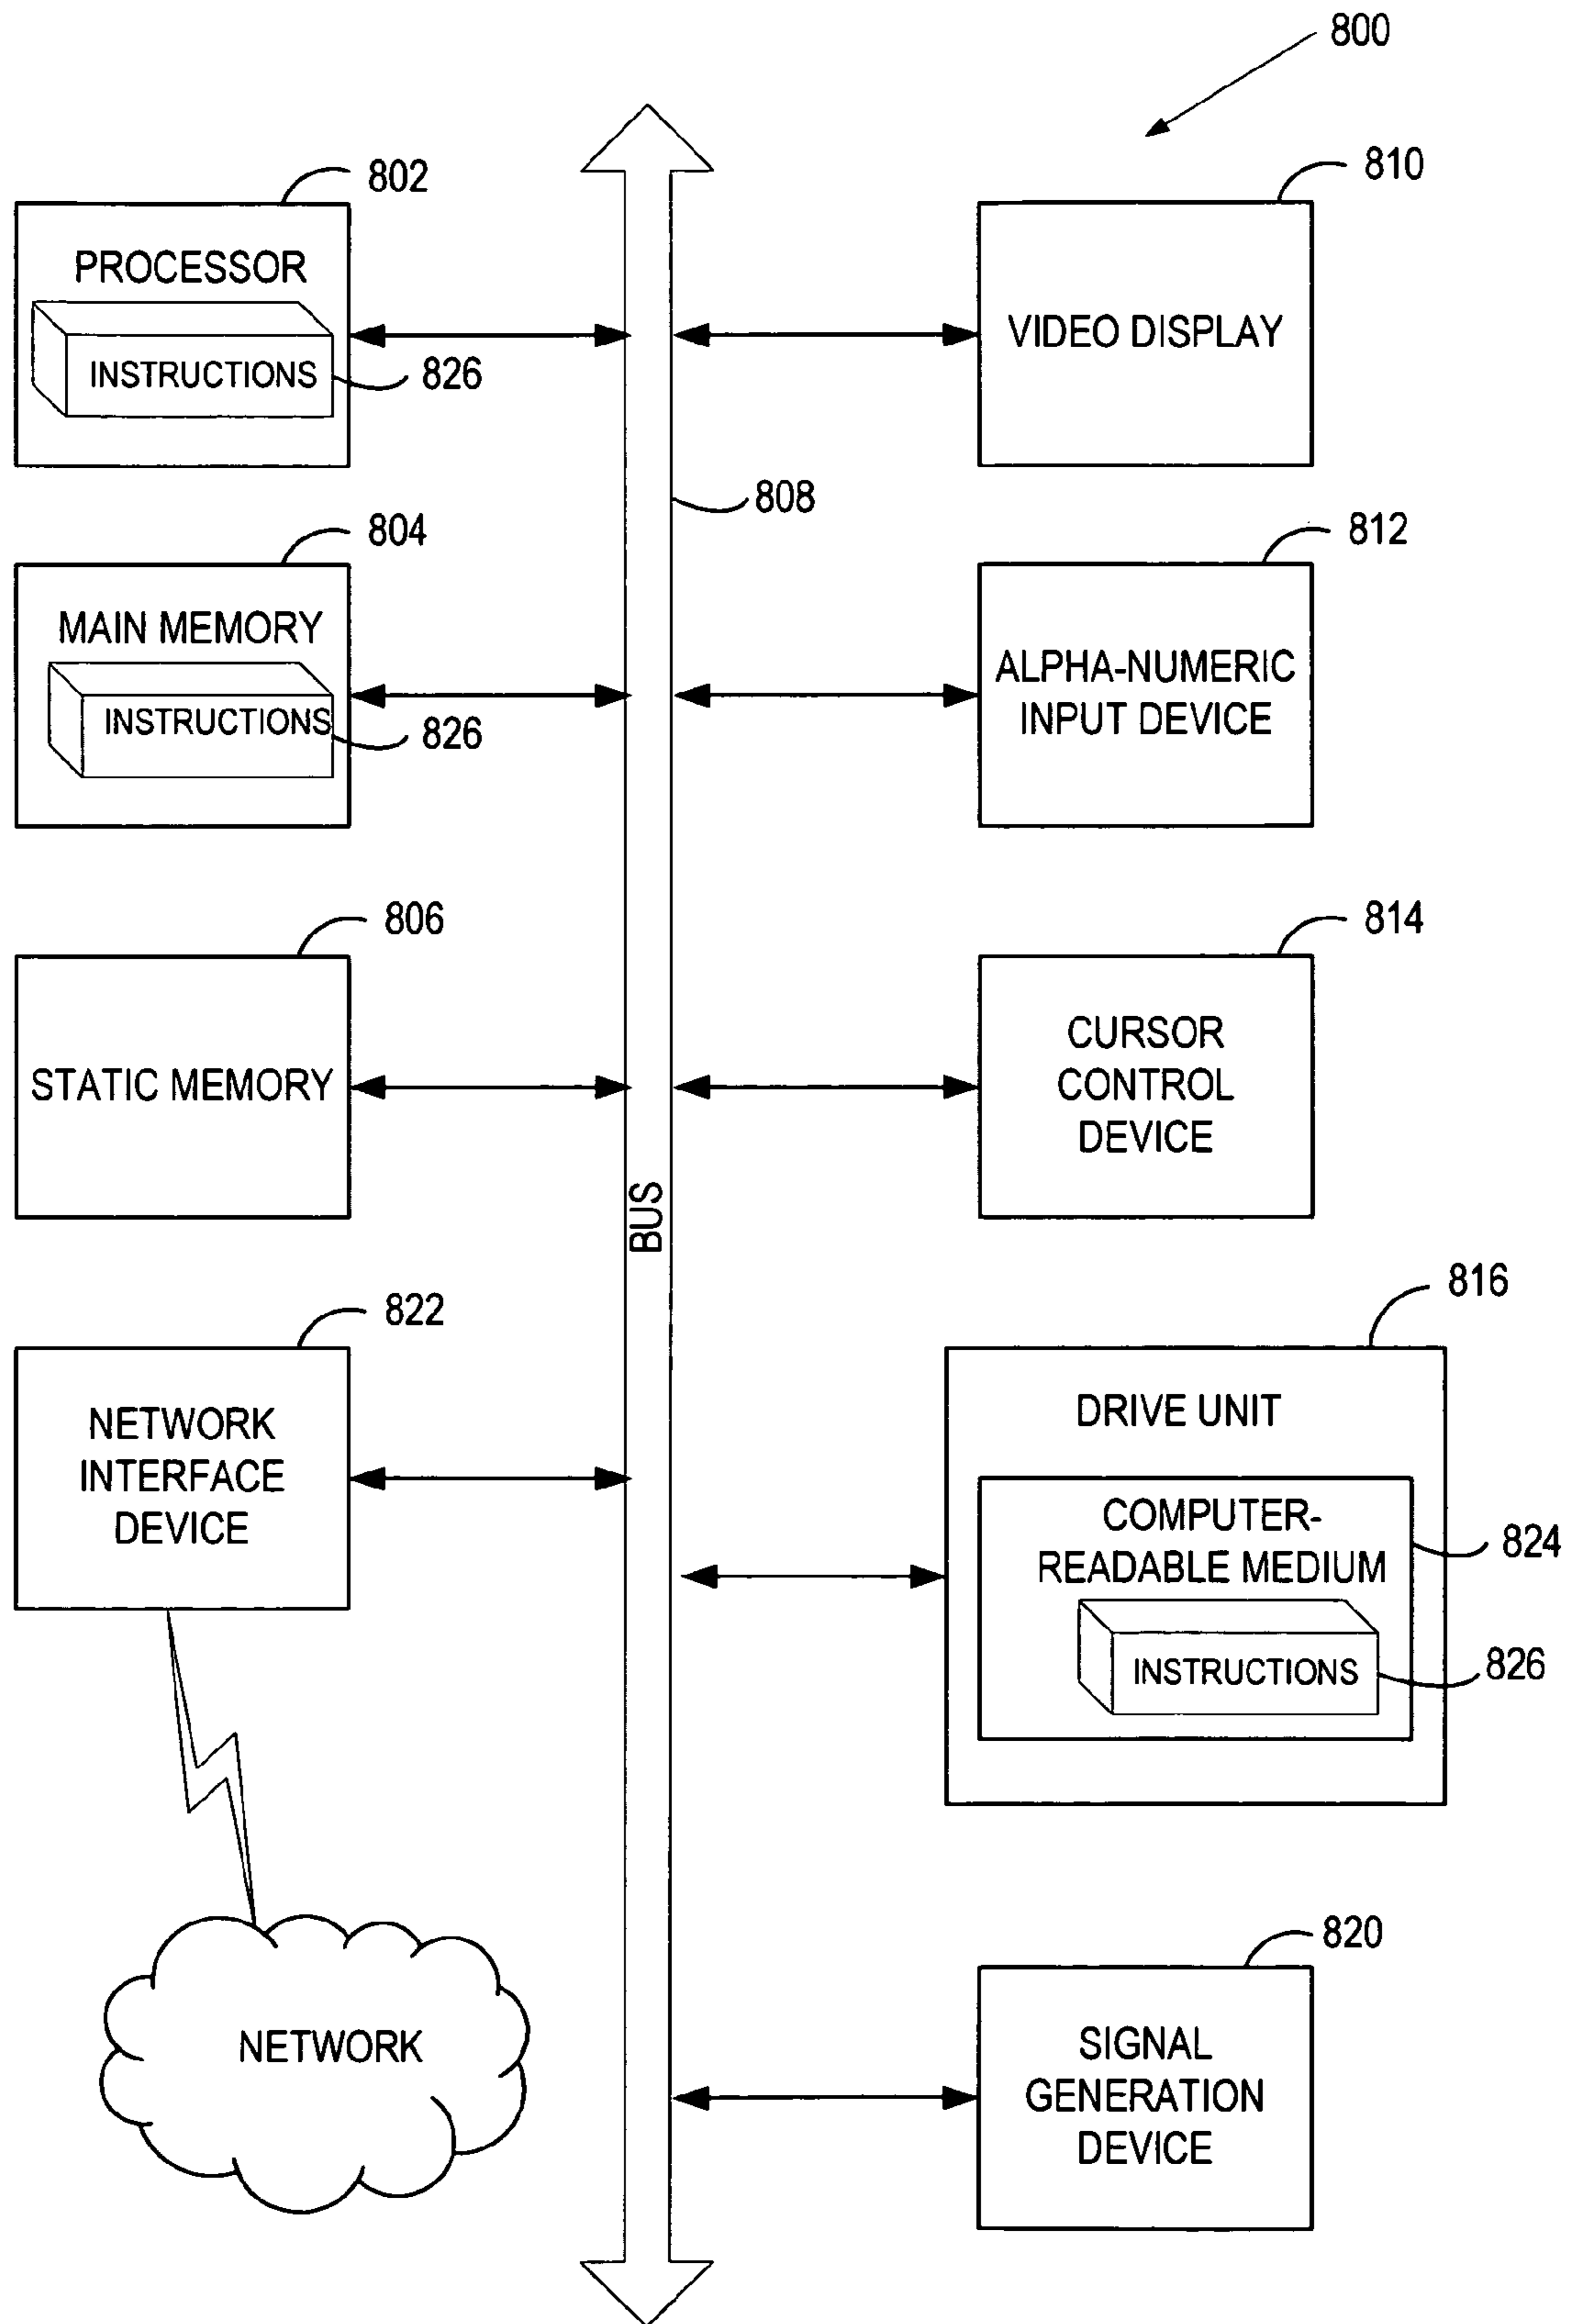 800
802
PROCESSOR
INSTRUCTIONS
826
810
VIDEO DISPLAY
808
804
MAIN MEMORY
INSTRUCTIONS
826
812
ALPHA-NUMERIC
INPUT DEVICE
806
STATIC MEMORY
814
CURSOR
CONTROL
DEVICE
BUS
822
NETWORK
INTERFACE
DEVICE
816
DRIVE UNIT
COMPUTER-
READABLE MEDIUM
824
INSTRUCTIONS
826
NETWORK
820
SIGNAL
GENERATION
DEVICE